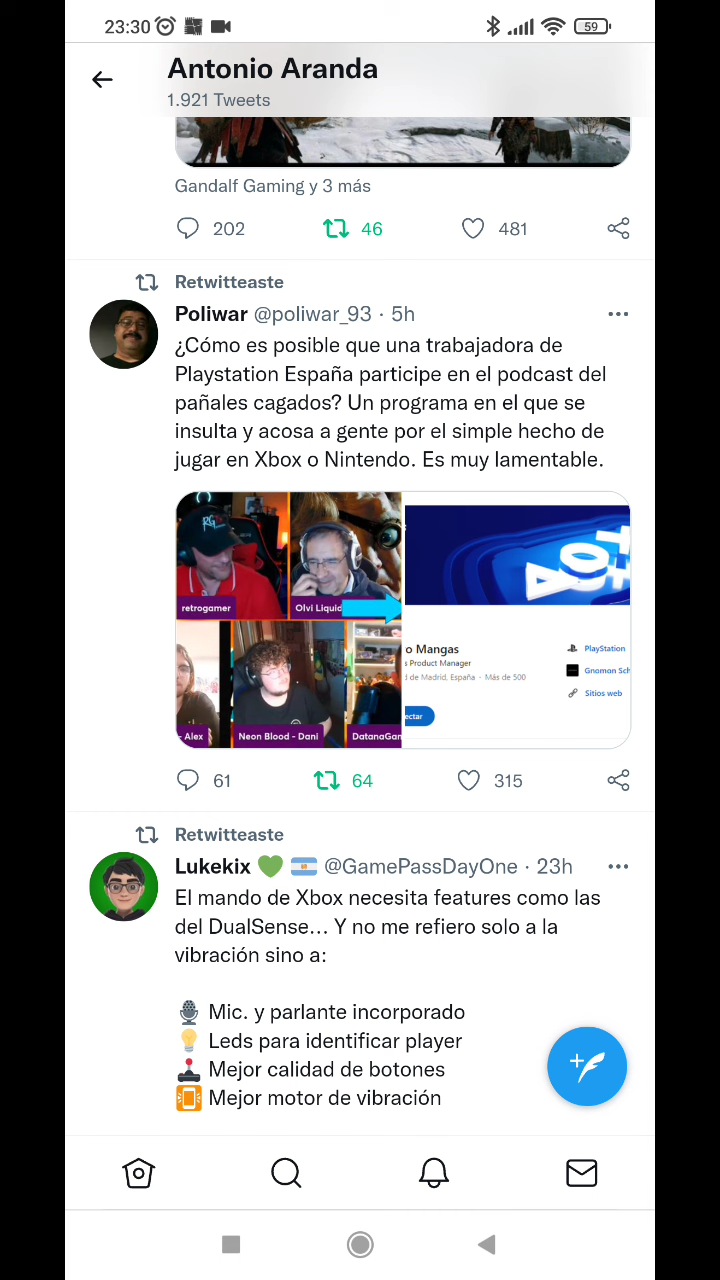 23:30
59
Antonio Aranda
1.921 Tweets
Gandalf Gaming y 3 más
202 46 481
Retwitteaste
Poliwar @poliwar_93 · 5h
¿Cómo es posible que una trabajadora de
Playstation España participe en el podcast del
pañales cagados? Un programa en el que se
insulta y acosa a gente por el simple hecho de
jugar en Xbox o Nintendo. Es muy lamentable.
RG
retrogamer
Olvi Liquid
- Alex
Neon Blood - Dani
DatanaGan
o Mangas
s Product Manager
d de Madrid, España · Más de 500
ectar
PlayStation
Gnomon Sch
Sitios web
61 64 315
Retwitteaste
Lukekix 💚 🇦🇷 @GamePassDayOne · 23h
El mando de Xbox necesita features como las
del DualSense... Y no me refiero solo a la
vibración sino a:
🎙 Mic. y parlante incorporado
💡 Leds para identificar player
🕹 Mejor calidad de botones
📳 Mejor motor de vibración